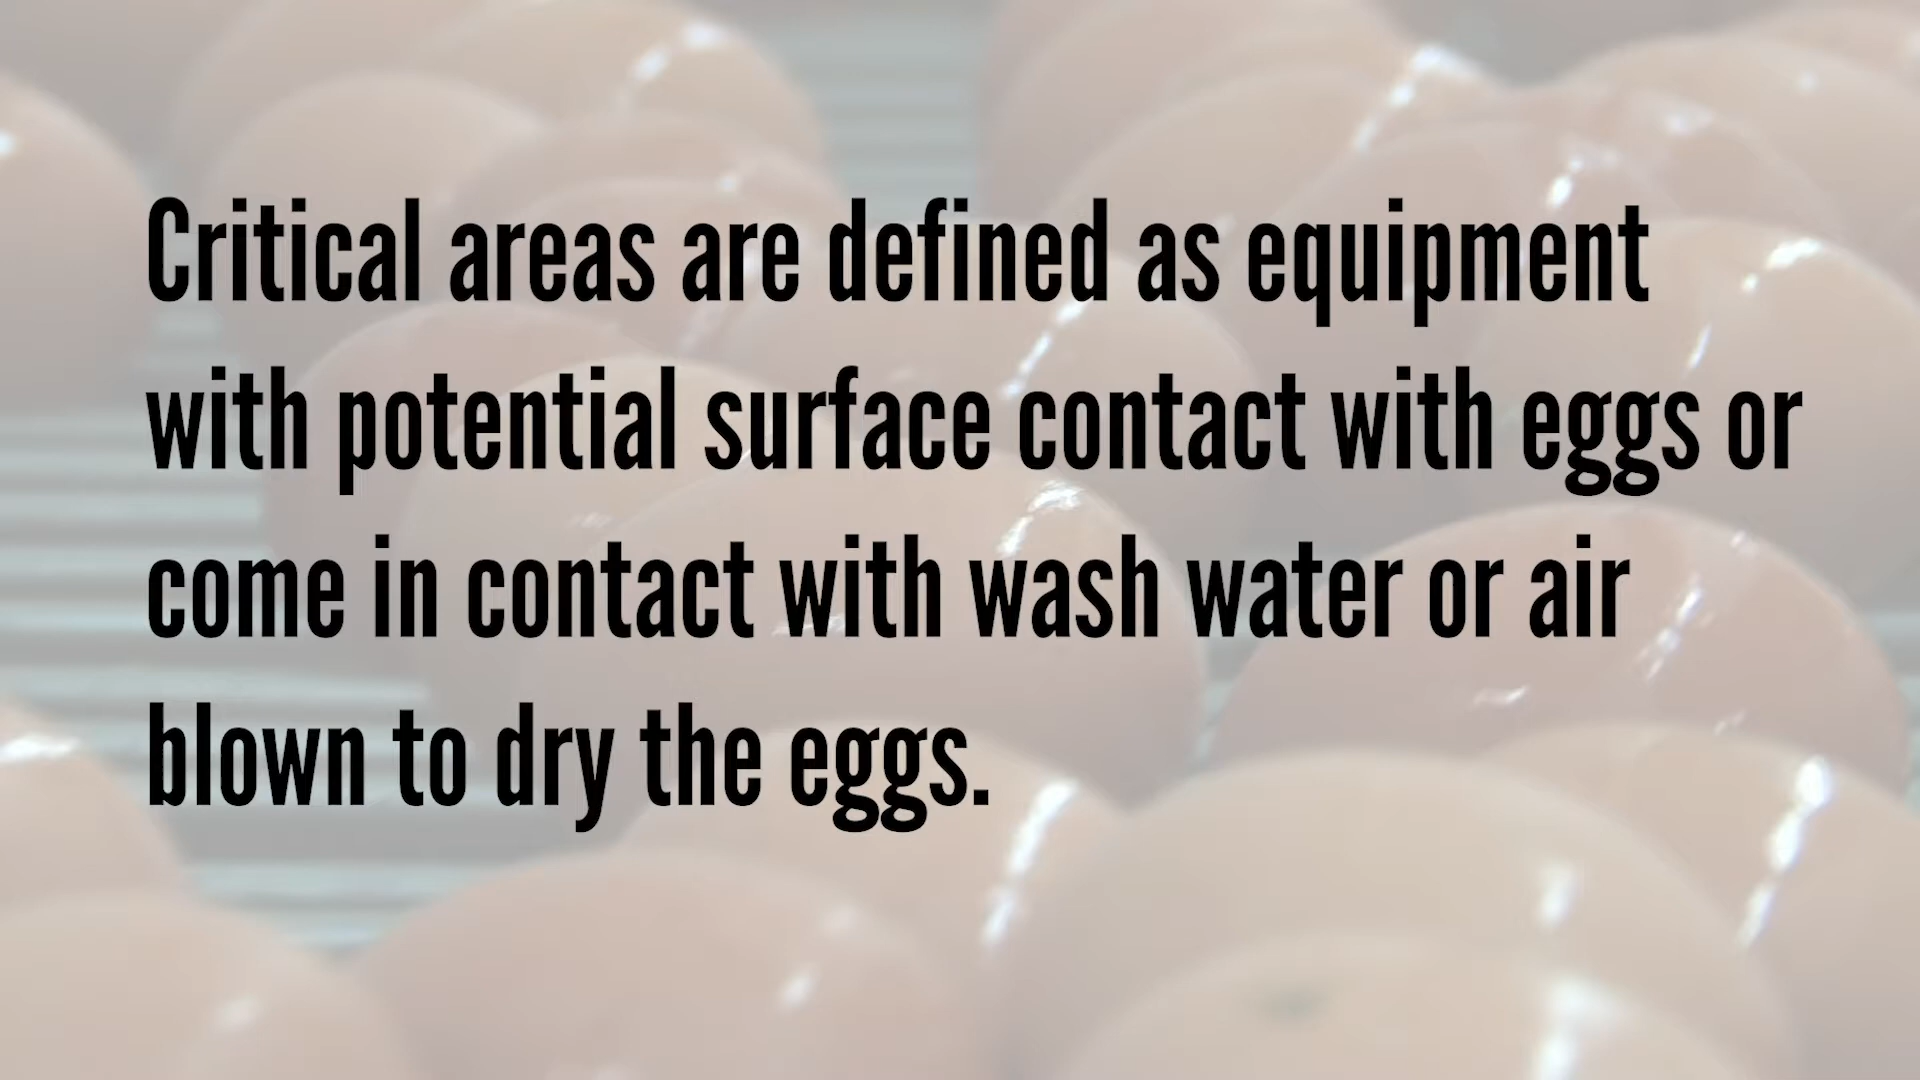 Critical areas are defined as equipment
with potential surface contact with eggs or
come in contact with wash water or air
blown to dry the eggs.